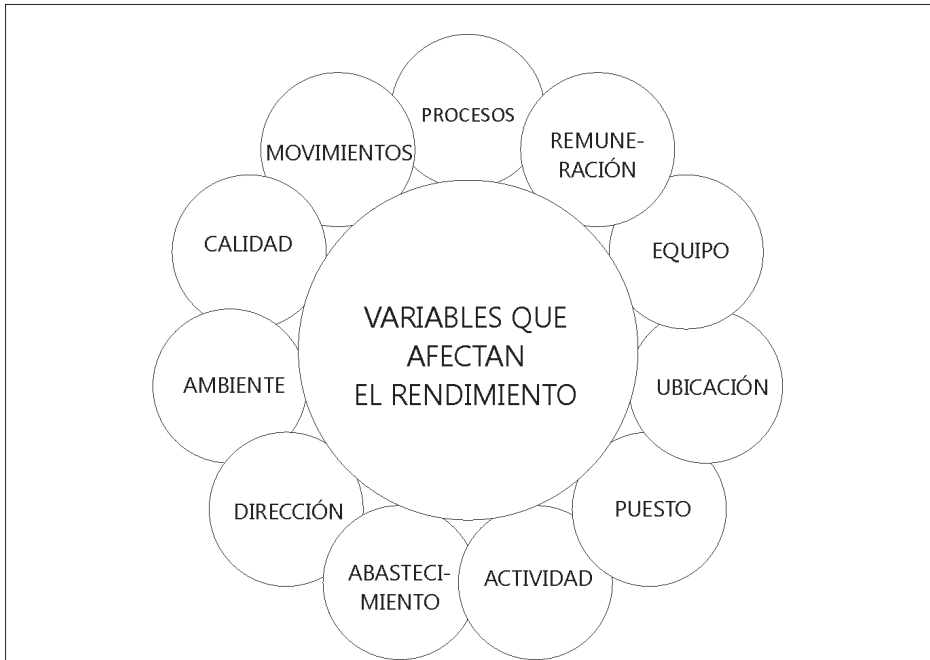 PROCESOS
REMUNE-
RACIÓN
EQUIPO
UBICACIÓN
PUESTO
ACTIVIDAD
ABASTECI-
MIENTO
DIRECCIÓN
AMBIENTE
CALIDAD
MOVIMIENTOS
VARIABLES QUE
AFECTAN
EL RENDIMIENTO